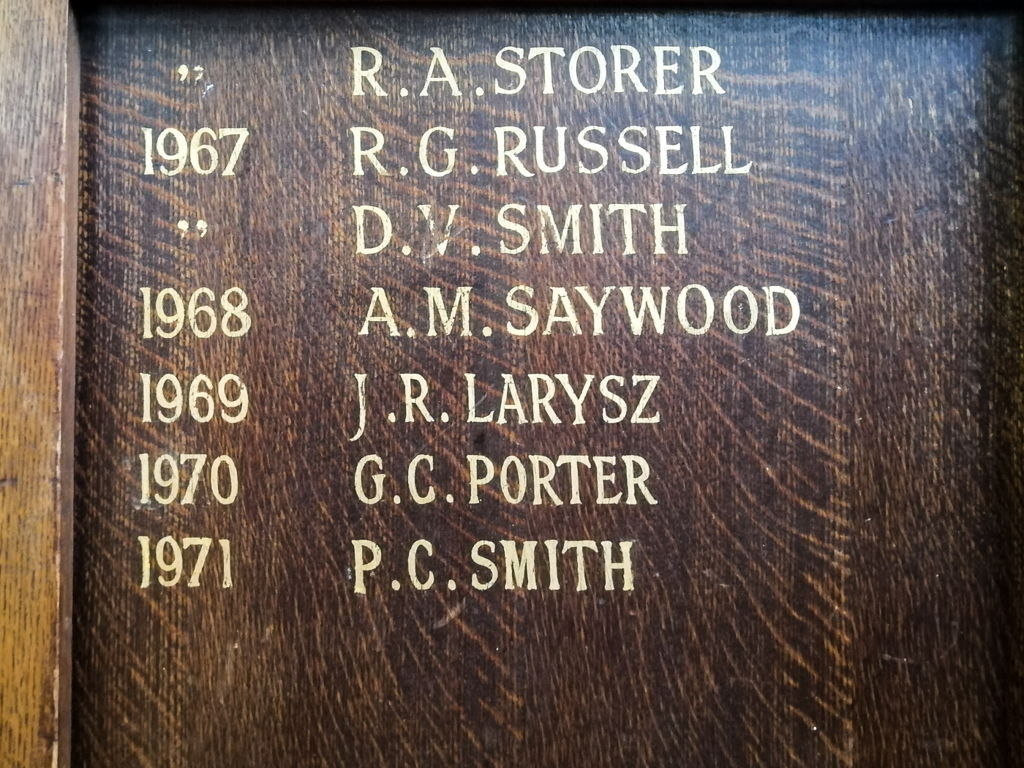 ” R.A.STORER
1967 R.G.RUSSELL
” D.V.SMITH
1968 A.M.SAYWOOD
1969 J.R.LARYSZ
1970 G.C.PORTER
1971 P.C.SMITH